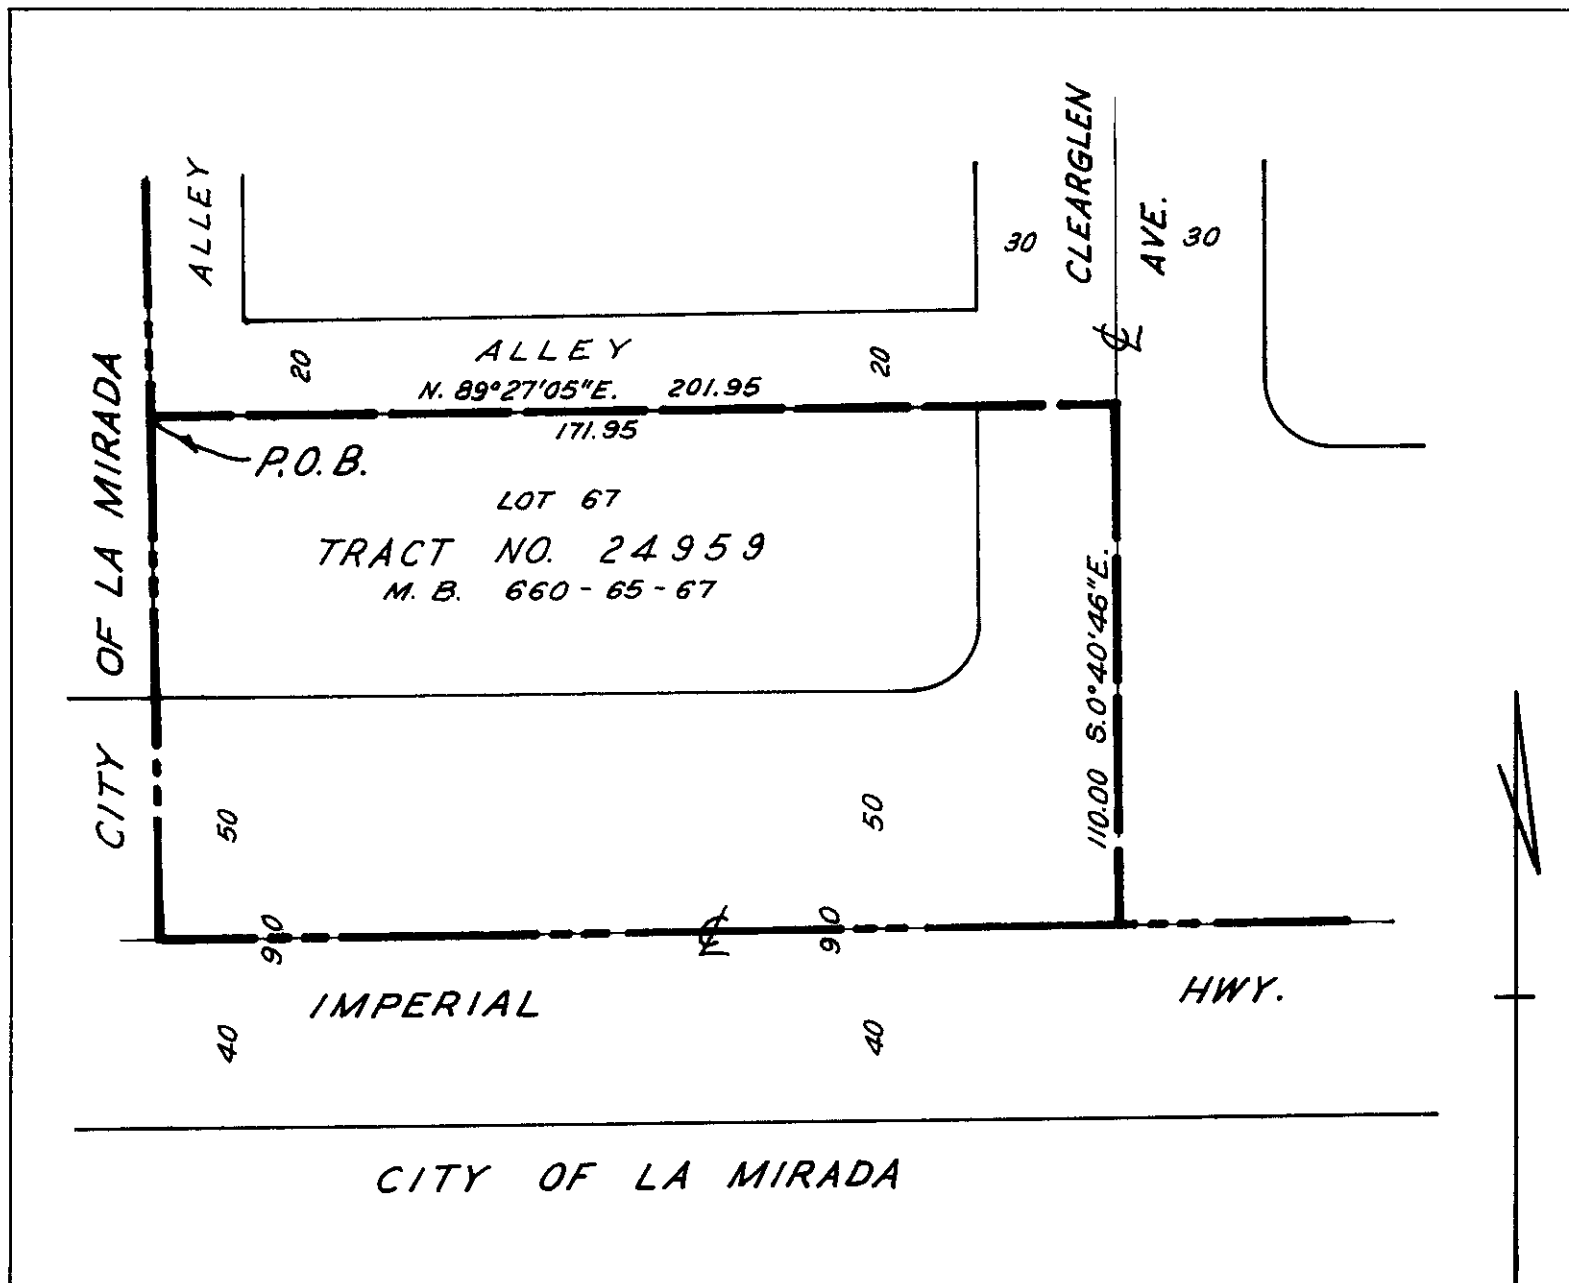 ALLEY
CLEARGLEN
AVE.
30
30
℄
20
ALLEY
20
N. 89°27'05"E. 201.95
171.95
P.O.B.
LOT 67
TRACT NO. 24959
M. B. 660-65-67
CITY OF LA MIRADA
110.00 S.0°40'46"E.
50
50
90
℄
90
IMPERIAL HWY.
40
40
CITY OF LA MIRADA